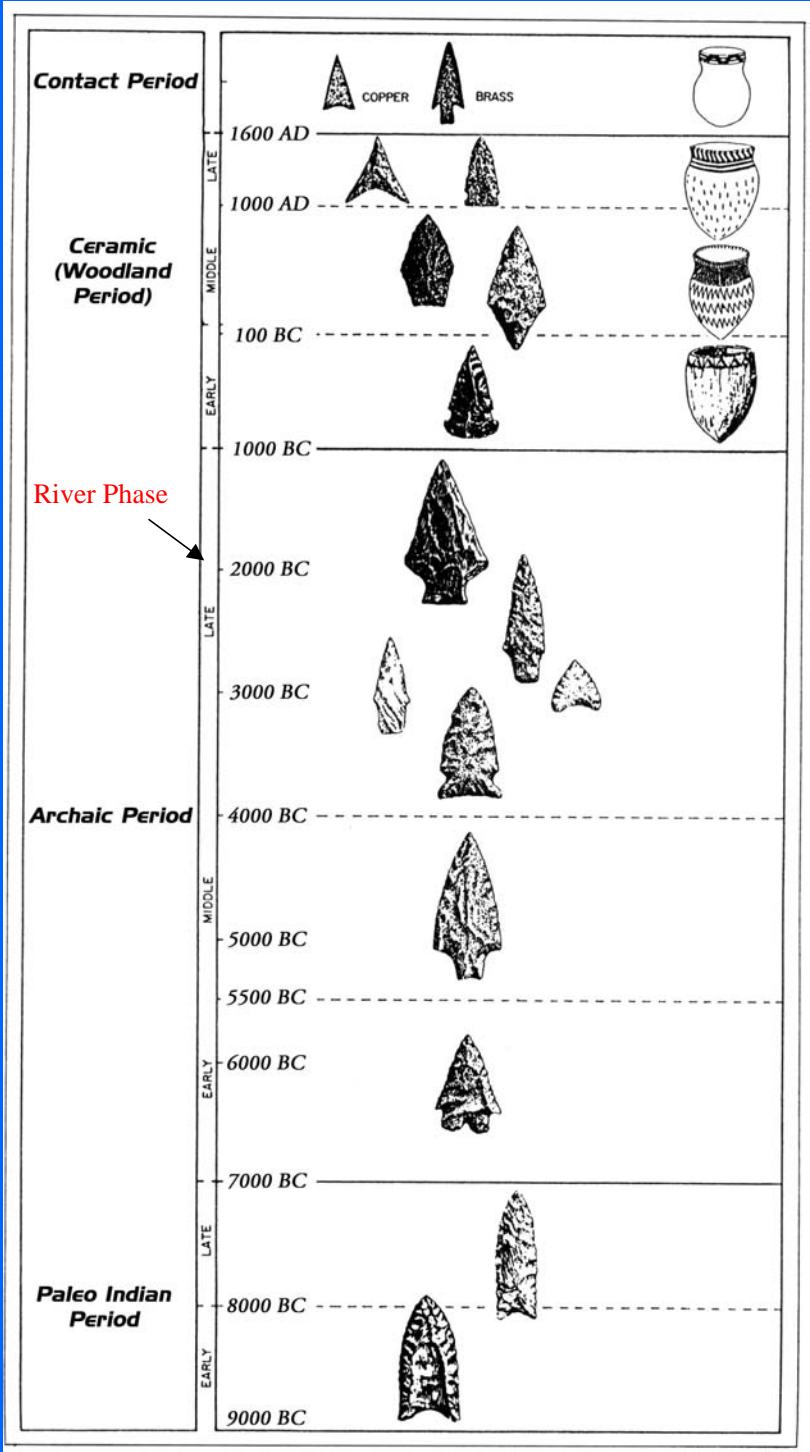 Contact Period
COPPER
BRASS
1600 AD
LATE
1000 AD
Ceramic
(Woodland
Period)
MIDDLE
100 BC
EARLY
1000 BC
River Phase
2000 BC
LATE
3000 BC
Archaic Period
4000 BC
MIDDLE
5000 BC
5500 BC
6000 BC
EARLY
7000 BC
LATE
Paleo Indian
Period
8000 BC
EARLY
9000 BC